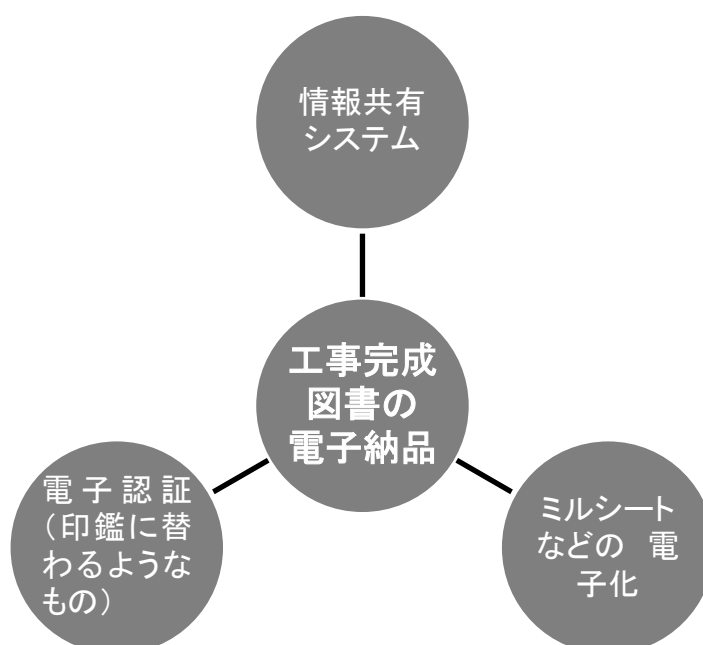 情報共有
システム
工事完成
図書の
電子納品
電子認証
（印鑑に替
わるような
もの）
ミルシート
などの　電
子化